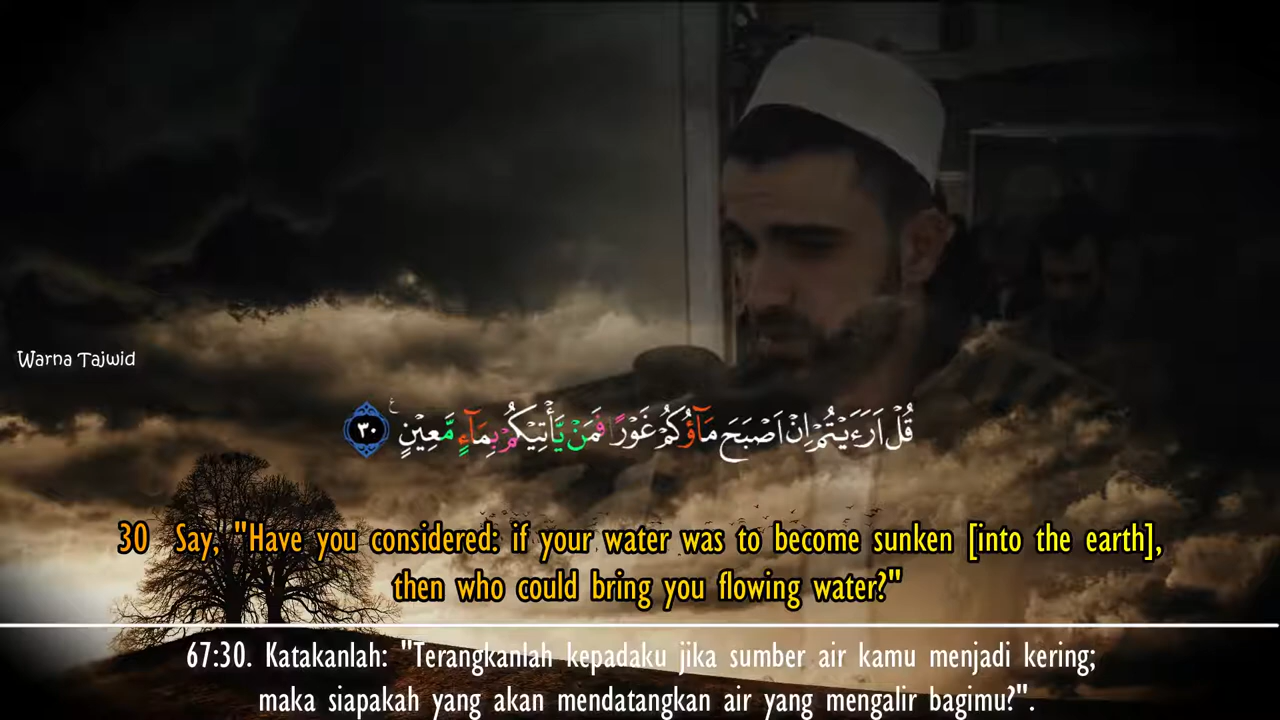 Warna Tajwid
قُلْ اَرَءَيْتُمْ اِنْ اَصْبَحَ مَآؤُكُمْ غَوْرًا فَمَنْ يَّأْتِيْكُمْ بِمَآءٍ مَّعِيْنٍ ࣖ ٣٠
30 Say, "Have you considered: if your water was to become sunken [into the earth],
then who could bring you flowing water?"
67:30. Katakanlah: "Terangkanlah kepadaku jika sumber air kamu menjadi kering;
maka siapakah yang akan mendatangkan air yang mengalir bagimu?".